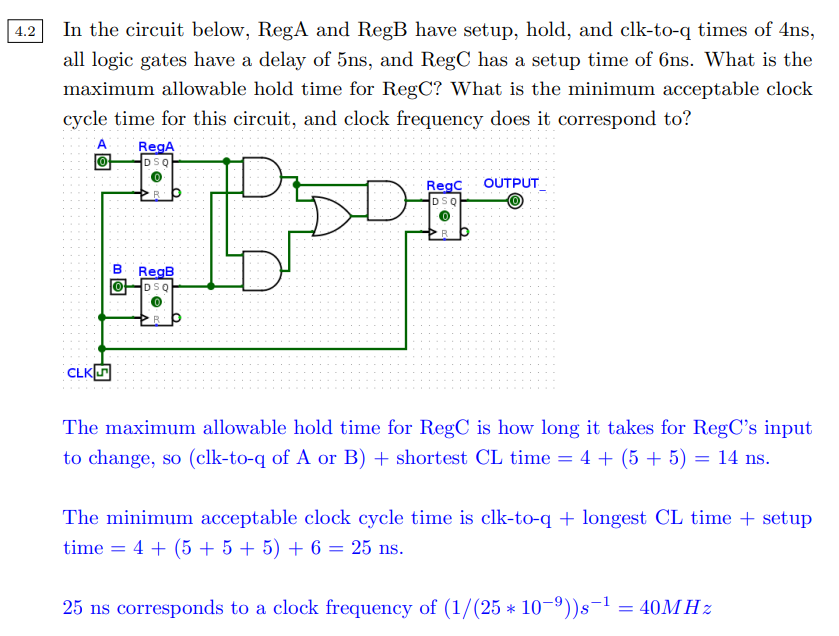 4.2 In the circuit below, RegA and RegB have setup, hold, and clk-to-q times of 4ns,
all logic gates have a delay of 5ns, and RegC has a setup time of 6ns. What is the
maximum allowable hold time for RegC? What is the minimum acceptable clock
cycle time for this circuit, and clock frequency does it correspond to?
A RegA
0 D S Q
0
R
RegC OUTPUT_
D S Q 0
0
R
B RegB
0 D S Q
0
R
CLK
The maximum allowable hold time for RegC is how long it takes for RegC's input
to change, so (clk-to-q of A or B) + shortest CL time = 4 + (5 + 5) = 14 ns.
The minimum acceptable clock cycle time is clk-to-q + longest CL time + setup
time = 4 + (5 + 5 + 5) + 6 = 25 ns.
25 ns corresponds to a clock frequency of (1/(25 ∗ 10⁻⁹))s⁻¹ = 40MHz